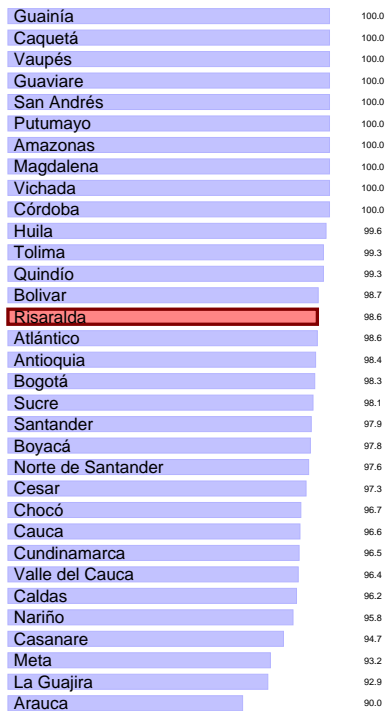 Guainía 100.0
Caquetá 100.0
Vaupés 100.0
Guaviare 100.0
San Andrés 100.0
Putumayo 100.0
Amazonas 100.0
Magdalena 100.0
Vichada 100.0
Córdoba 100.0
Huila 99.6
Tolima 99.3
Quindío 99.3
Bolivar 98.7
Risaralda 98.6
Atlántico 98.6
Antioquia 98.4
Bogotá 98.3
Sucre 98.1
Santander 97.9
Boyacá 97.8
Norte de Santander 97.6
Cesar 97.3
Chocó 96.7
Cauca 96.6
Cundinamarca 96.5
Valle del Cauca 96.4
Caldas 96.2
Nariño 95.8
Casanare 94.7
Meta 93.2
La Guajira 92.9
Arauca 90.0